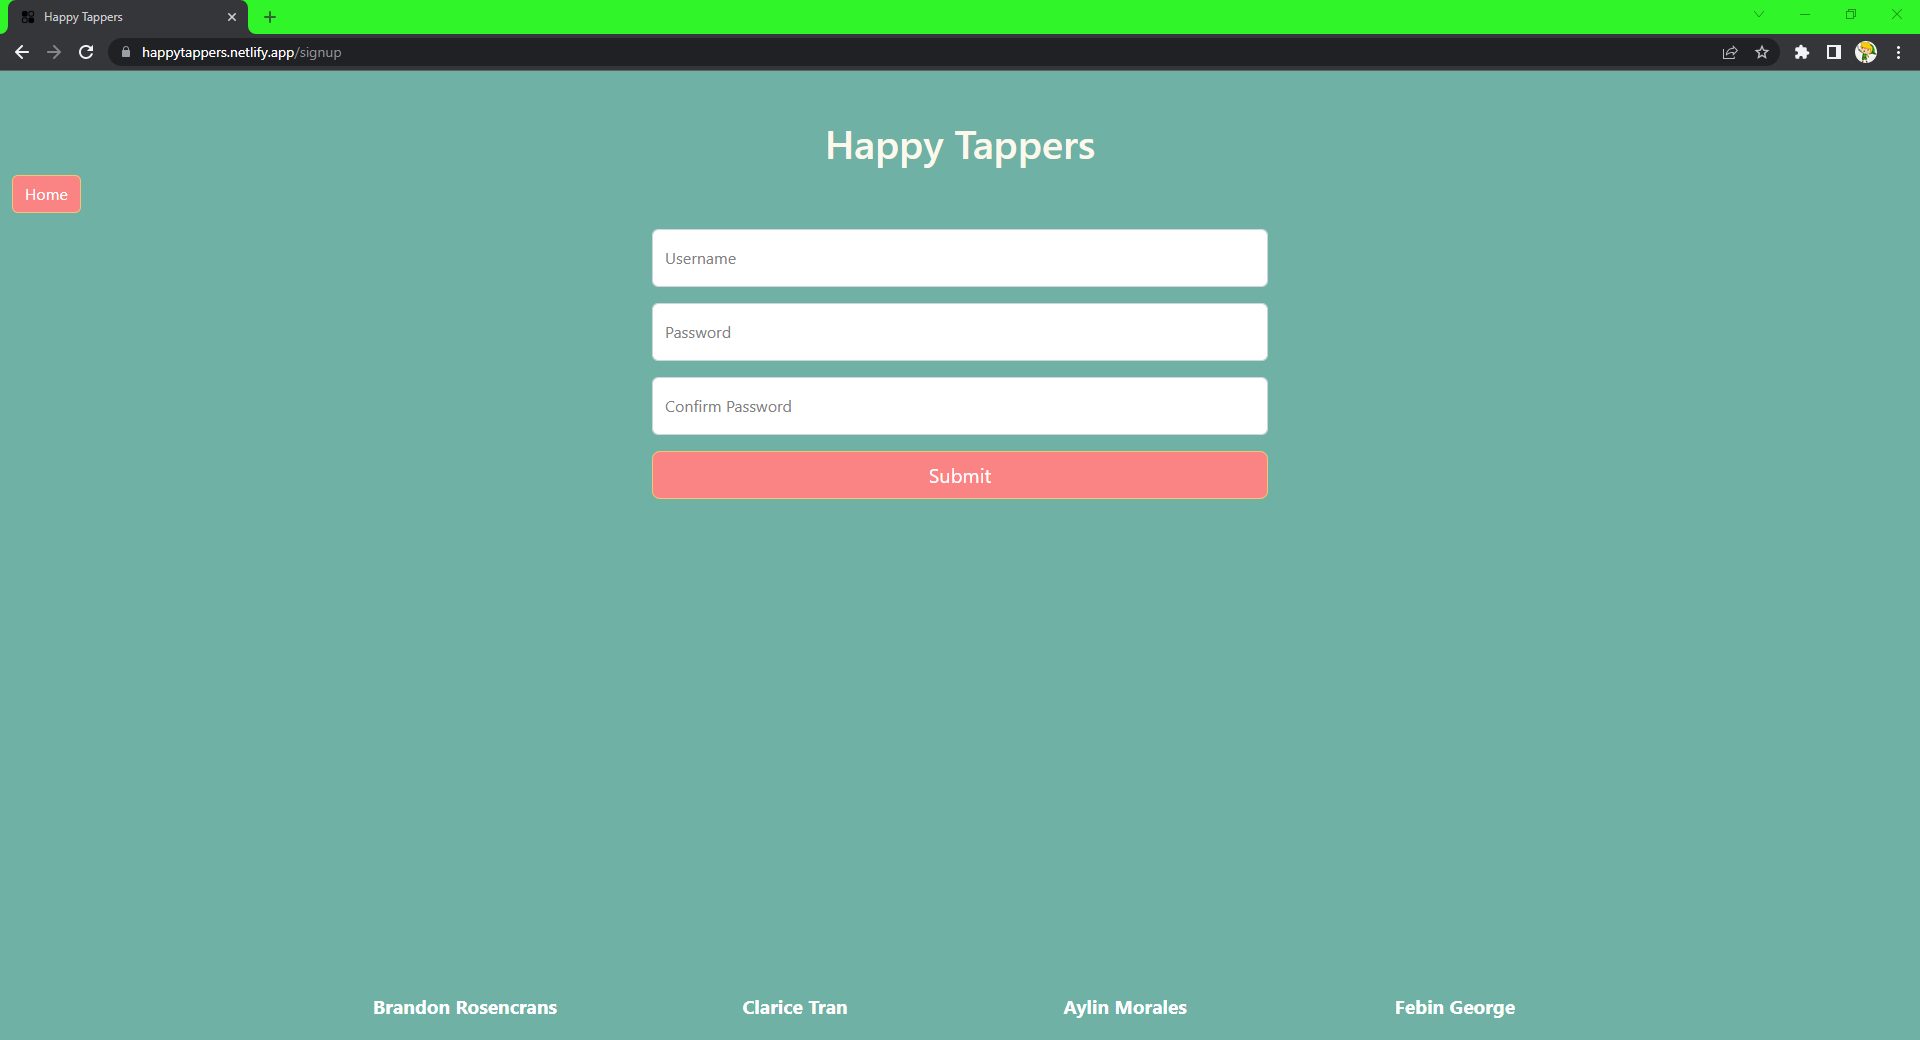 Happy Tappers
happytappers.netlify.app/signup
Happy Tappers
Home
Username
Password
Confirm Password
Submit
Brandon Rosencrans Clarice Tran Aylin Morales Febin George